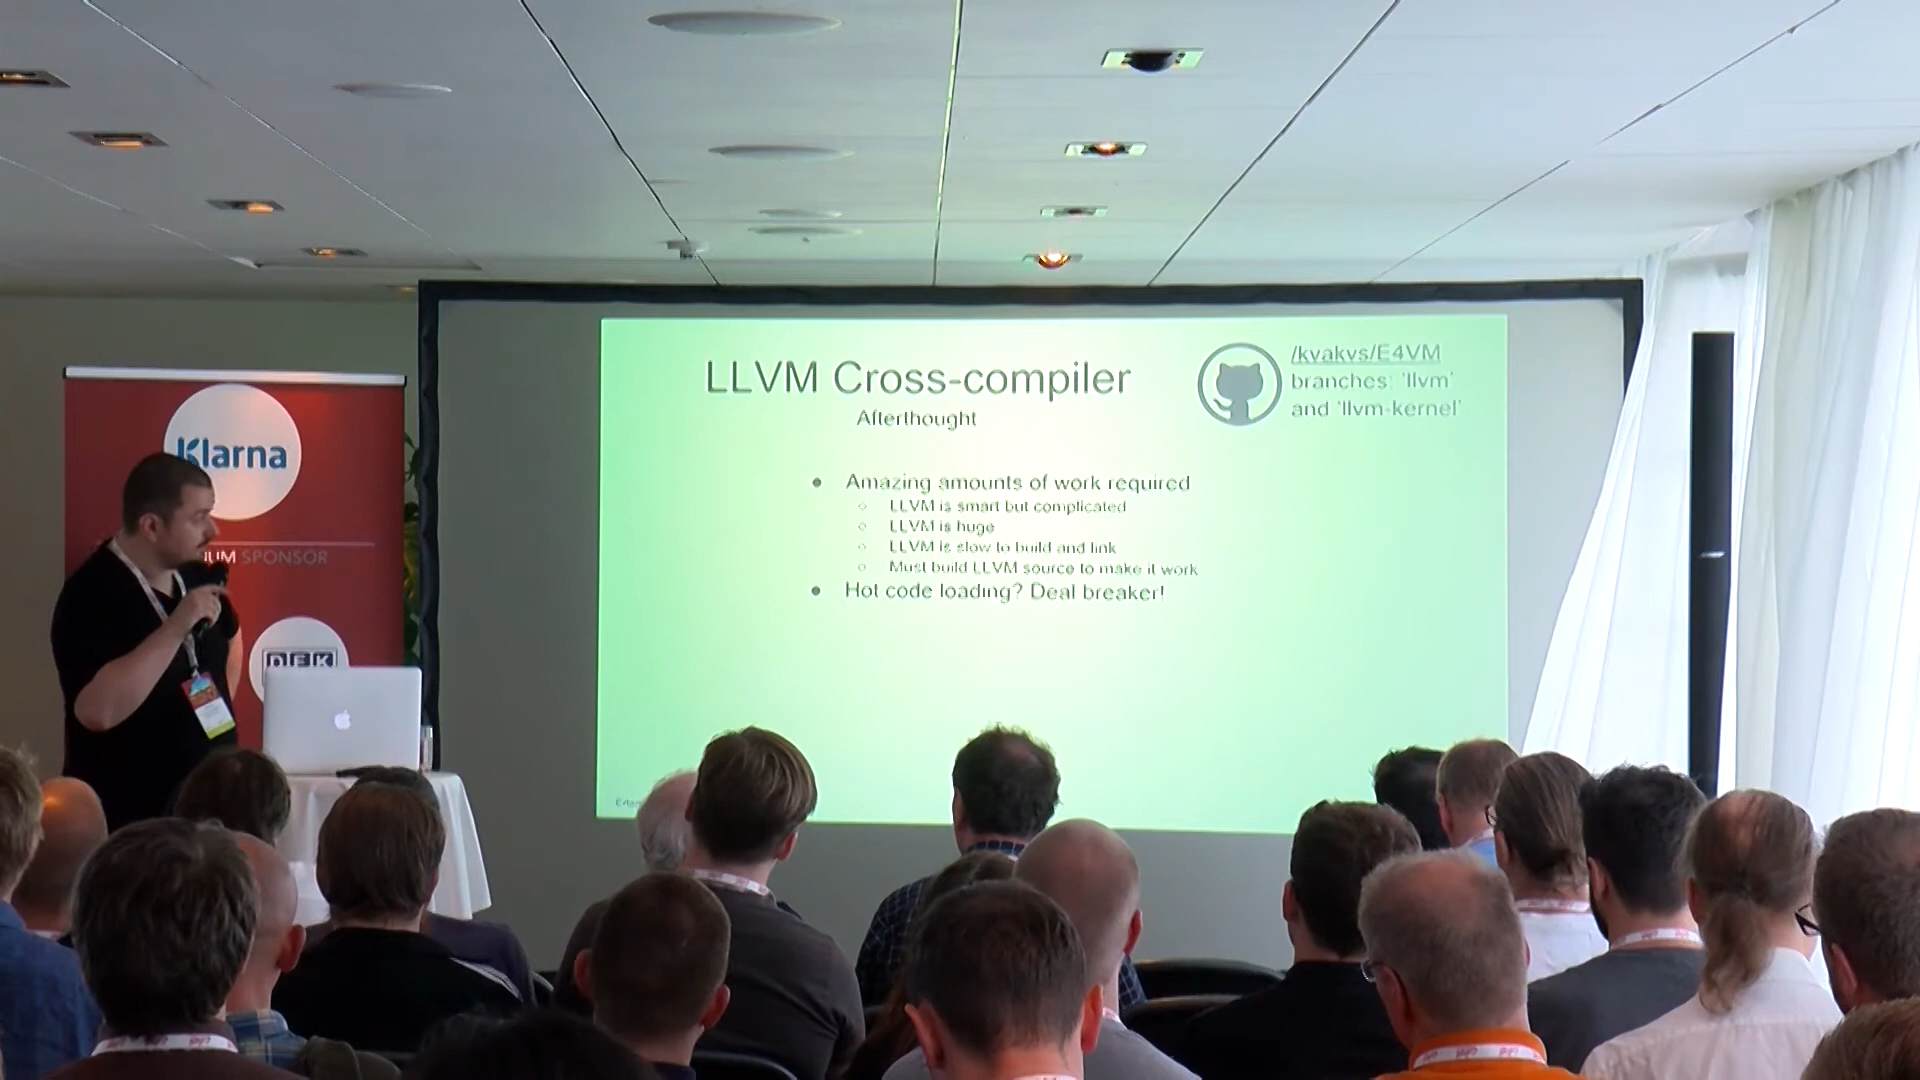 LLVM Cross-compiler
Afterthought
/kvakvs/E4VM
branches: 'llvm'
and 'llvm-kernel'
Amazing amounts of work required
LLVM is smart but complicated
LLVM is huge
LLVM is slow to build and link
Must build LLVM source to make it work
Hot code loading? Deal breaker!
Klarna
SPONSOR